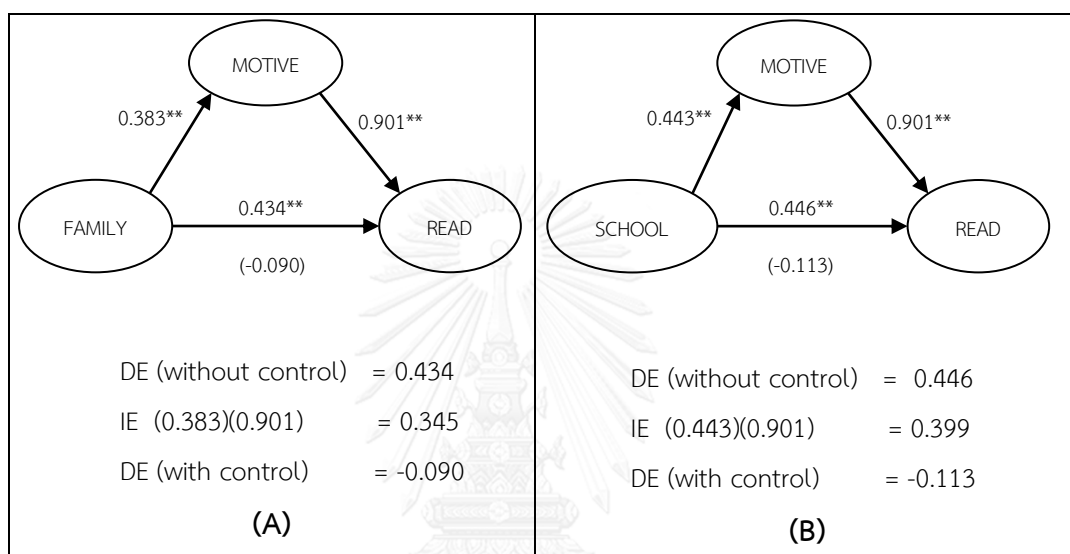 MOTIVE
0.383**
0.901**
FAMILY
0.434**
READ
(-0.090)
DE (without control) = 0.434
IE (0.383)(0.901) = 0.345
DE (with control) = -0.090
(A)
MOTIVE
0.443**
0.901**
SCHOOL
0.446**
READ
(-0.113)
DE (without control) = 0.446
IE (0.443)(0.901) = 0.399
DE (with control) = -0.113
(B)